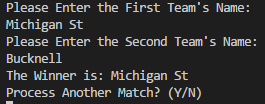 Please Enter the First Team's Name:
Michigan St
Please Enter the Second Team's Name:
Bucknell
The Winner is: Michigan St
Process Another Match? (Y/N)